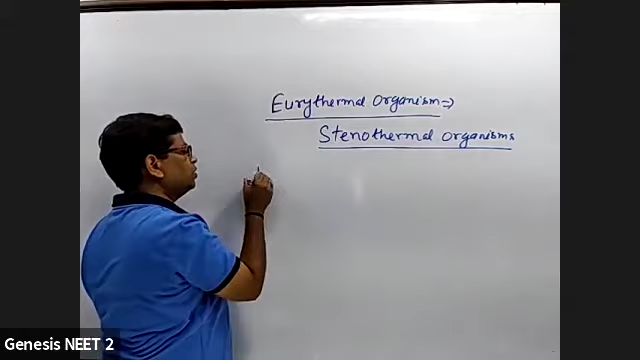 Eurythermal Organism⇒
Stenothermal organisms
Genesis NEET 2